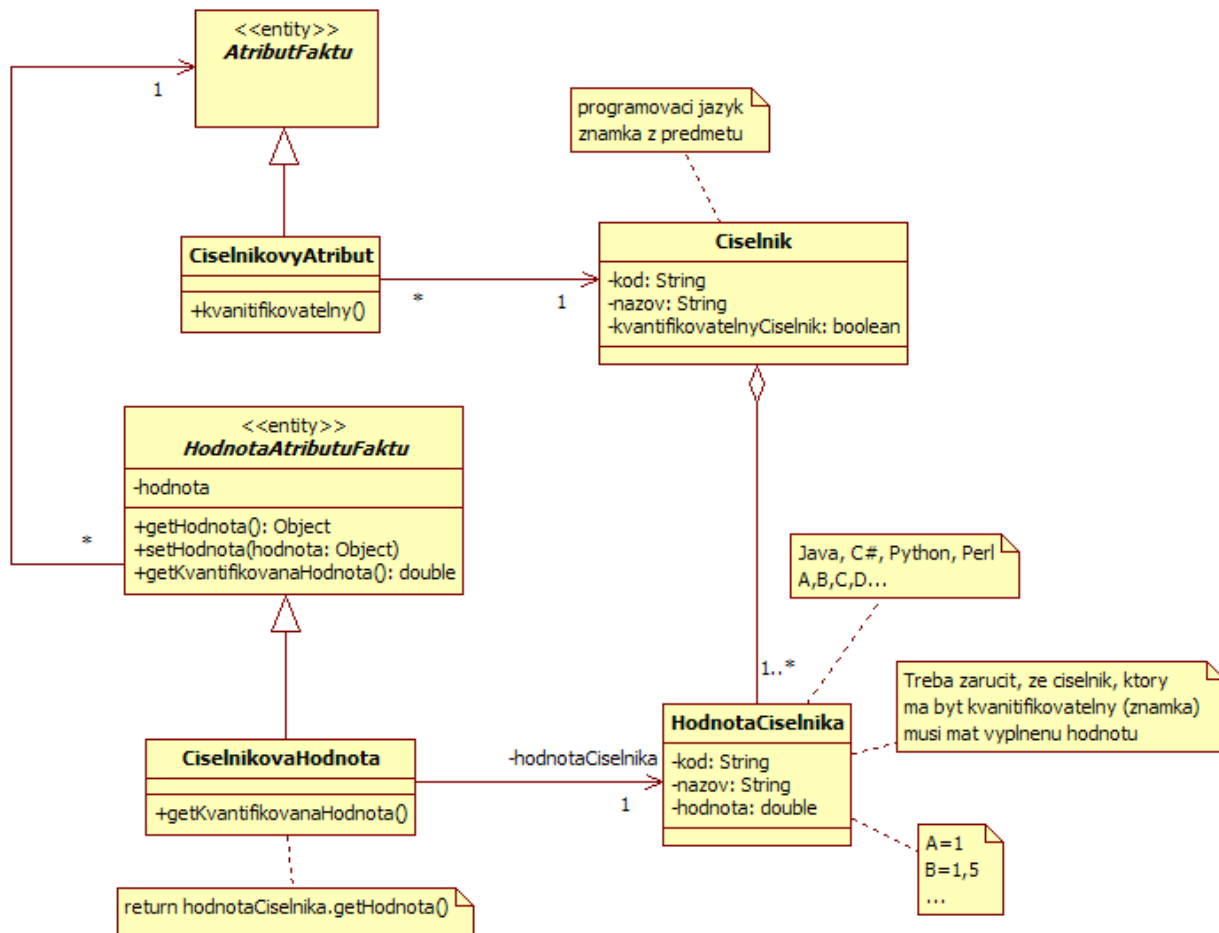 <<entity>>
AtributFaktu
1
programovaci jazyk
znamka z predmetu
CiselnikovyAtribut
+kvanitifikovatelny()
*
1
Ciselnik
-kod: String
-nazov: String
-kvantifikovatelnyCiselnik: boolean
<<entity>>
HodnotaAtributuFaktu
-hodnota
+getHodnota(): Object
+setHodnota(hodnota: Object)
+getKvantifikovanaHodnota(): double
*
Java, C#, Python, Perl
A,B,C,D...
1..*
Treba zarucit, ze ciselnik, ktory
ma byt kvanitifikovatelny (znamka)
musi mat vyplnenu hodnotu
CiselnikovaHodnota
+getKvantifikovanaHodnota()
-hodnotaCiselnika
1
HodnotaCiselnika
-kod: String
-nazov: String
-hodnota: double
A=1
B=1,5
...
return hodnotaCiselnika.getHodnota()